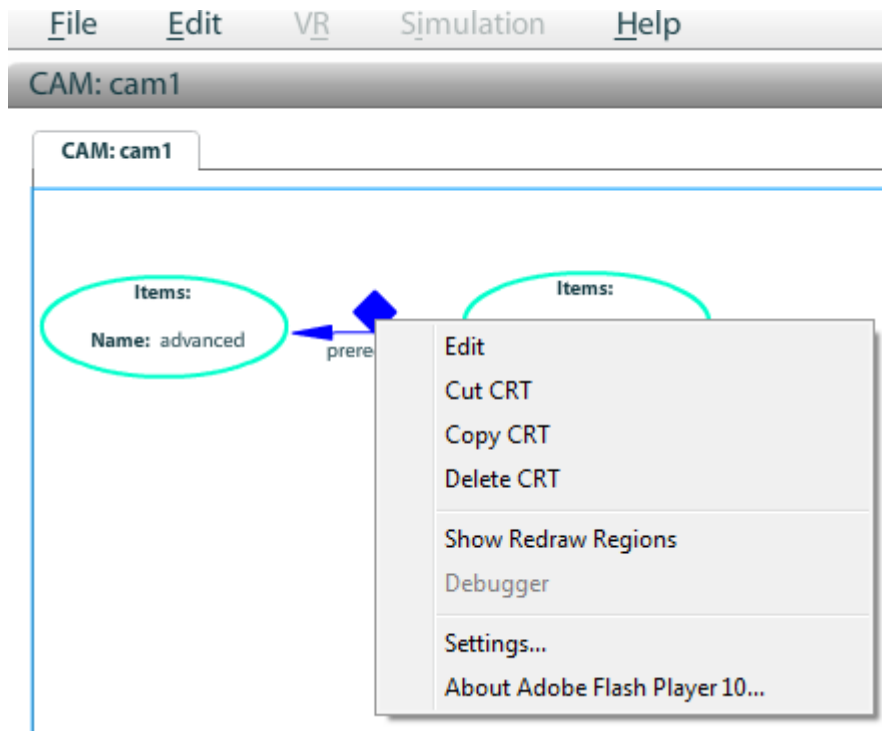 File Edit VR Simulation Help
CAM: cam1
CAM: cam1
Items:
Items:
Name: advanced
Edit
Cut CRT
Copy CRT
Delete CRT
Show Redraw Regions
Debugger
Settings...
About Adobe Flash Player 10...